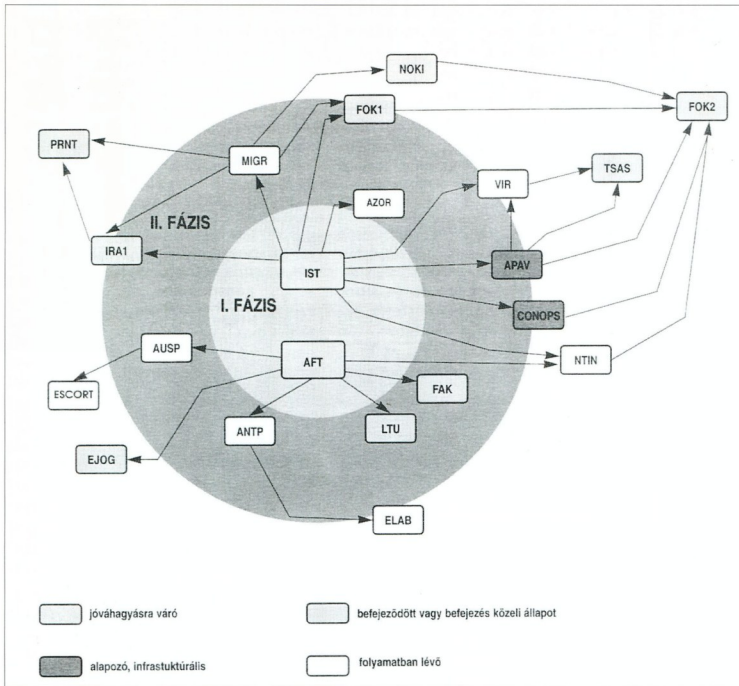 NOKI
FOK1
FOK2
PRNT
MIGR
VIR
TSAS
AZOR
II. FÁZIS
IRA1
IST
APAV
I. FÁZIS
CONOPS
AUSP
AFT
NTIN
ESCORT
FAK
ANTP
LTU
EJOG
ELAB
jóváhagyásra váró
befejeződött vagy befejezés közeli állapot
alapozó, infrastuktúrális
folyamatban lévő